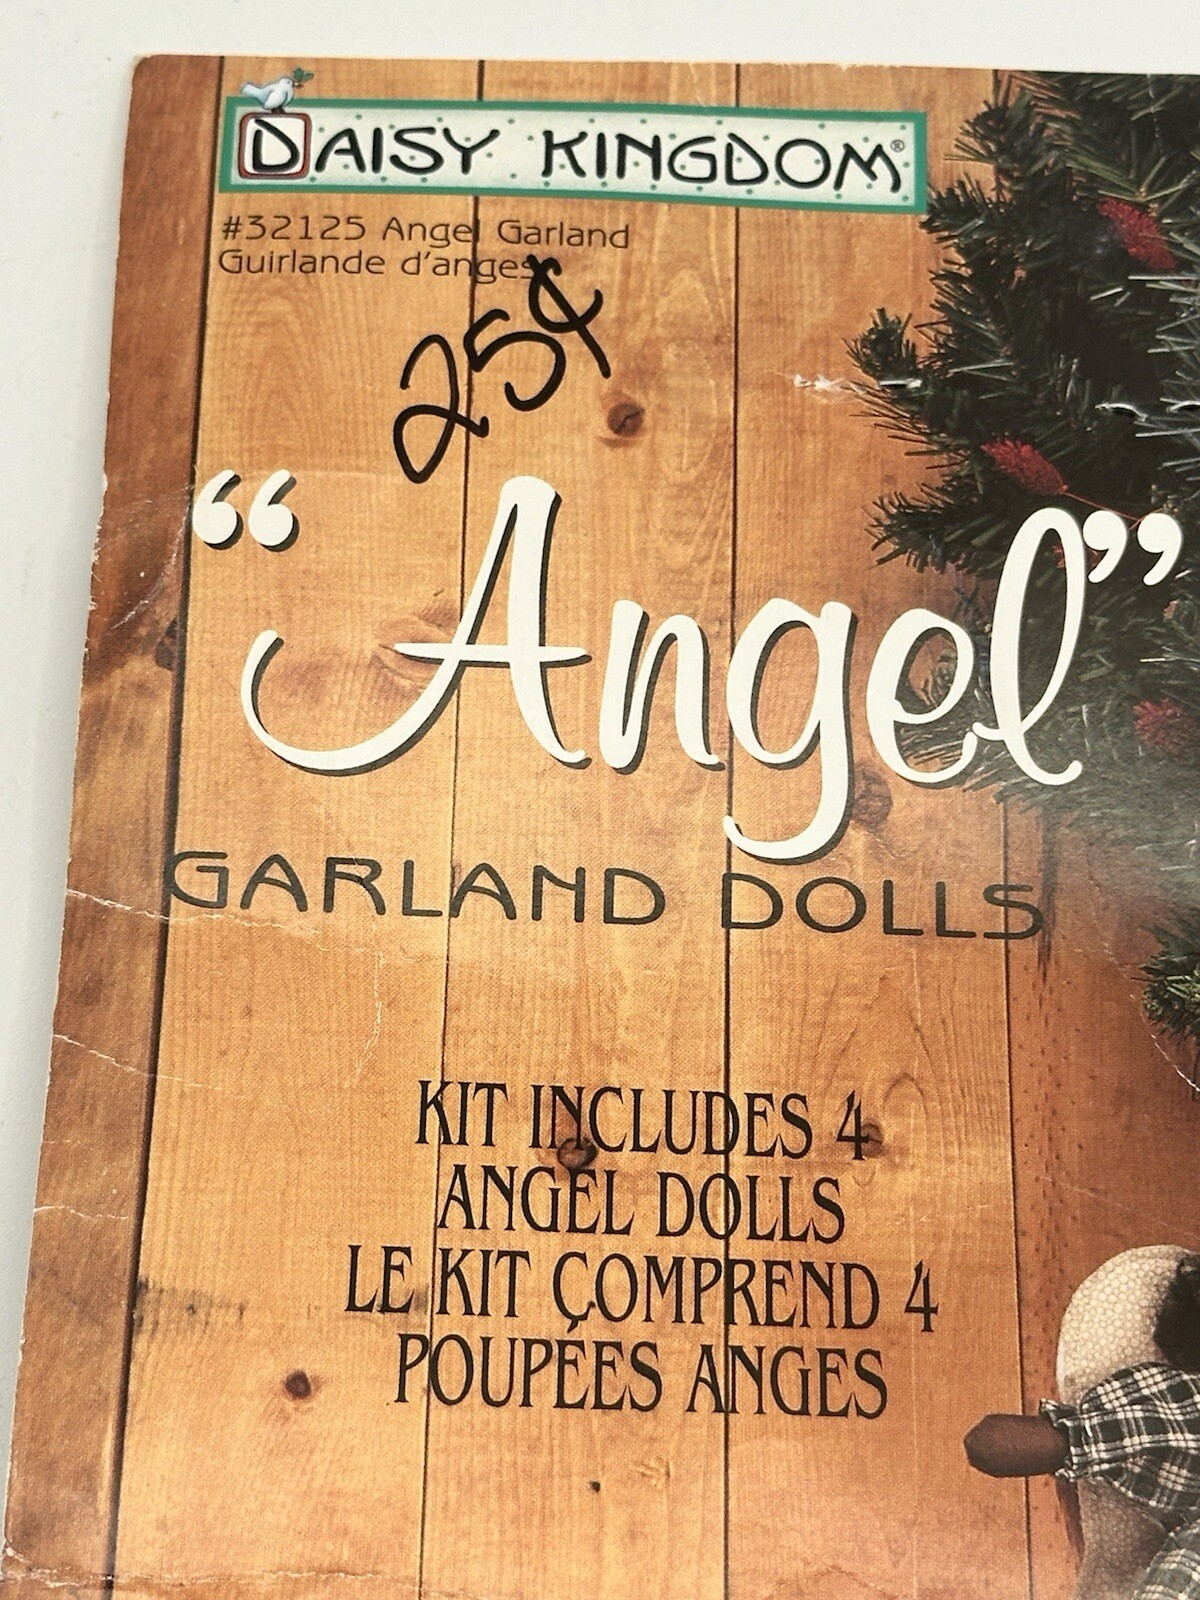 DAISY KINGDOM®
#32125 Angel Garland
Guirlande d'anges
25¢
"Angel"
GARLAND DOLLS
KIT INCLUDES 4
ANGEL DOLLS
LE KIT ÇOMPREND 4
POUPÉES ANGES